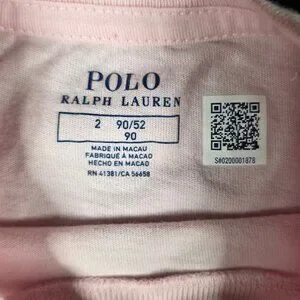 POLO
RALPH LAUREN
2 90/52
90
MADE IN MACAU
FABRIQUÉ À MACAO
HECHO EN MACAO
RN 41381/CA 56658
S#0200001878